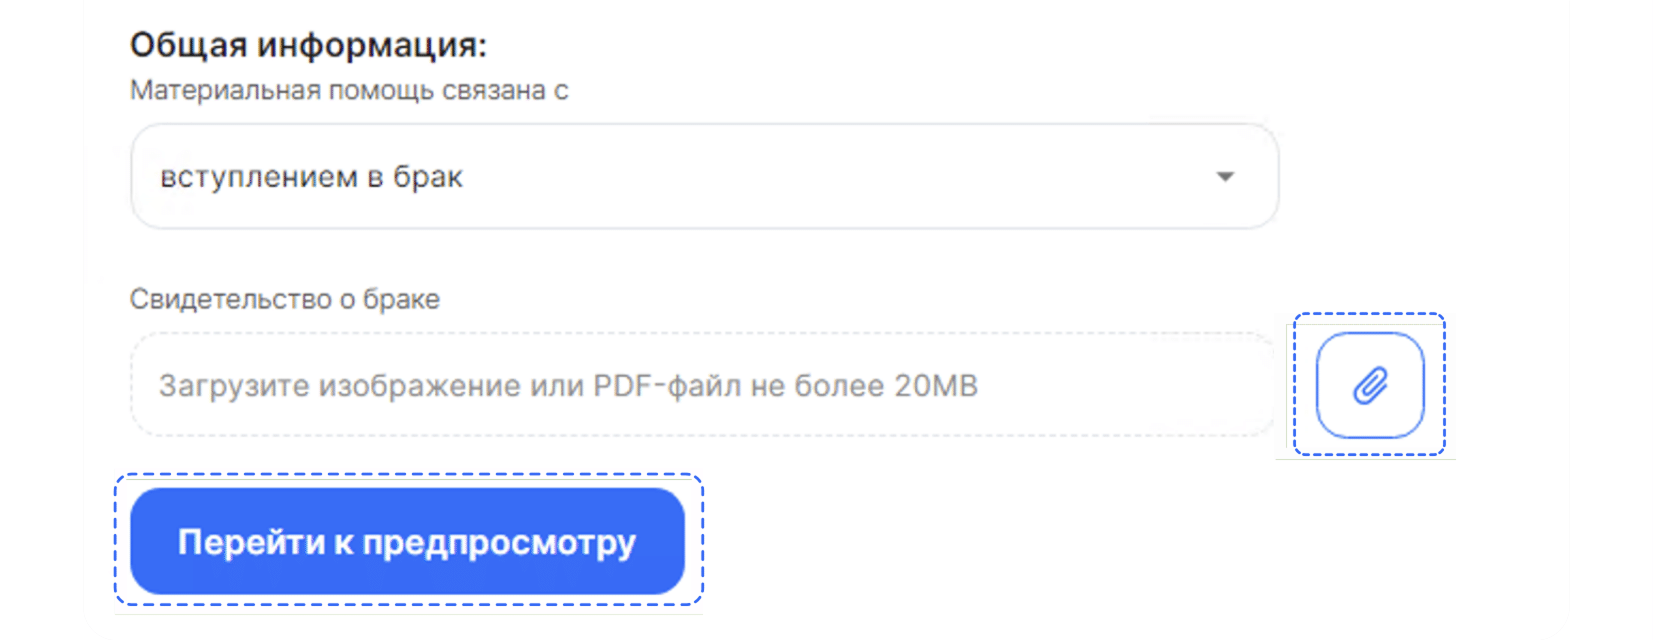 Общая информация:
Материальная помощь связана с
вступлением в брак
Свидетельство о браке
Загрузите изображение или PDF-файл не более 20MB
Перейти к предпросмотру